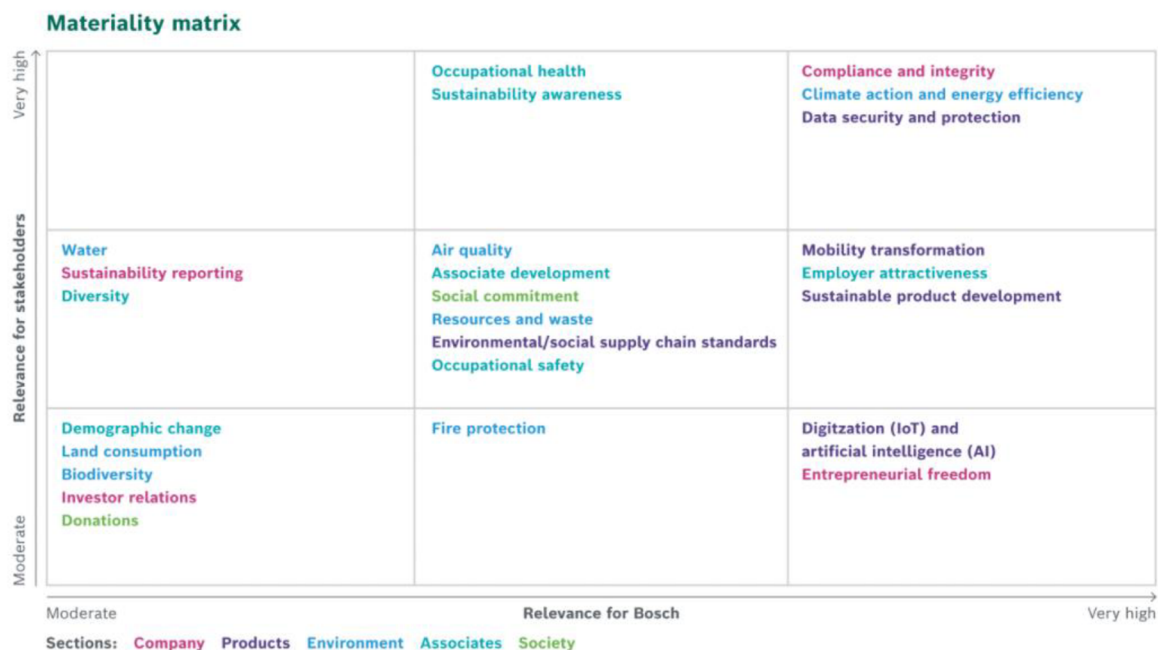 Materiality matrix
Very high
Relevance for stakeholders
Moderate
Occupational health
Sustainability awareness
Compliance and integrity
Climate action and energy efficiency
Data security and protection
Water
Sustainability reporting
Diversity
Air quality
Associate development
Social commitment
Resources and waste
Environmental/social supply chain standards
Occupational safety
Mobility transformation
Employer attractiveness
Sustainable product development
Demographic change
Land consumption
Biodiversity
Investor relations
Donations
Fire protection
Digitzation (IoT) and
artificial intelligence (AI)
Entrepreneurial freedom
Moderate Relevance for Bosch Very high
Sections: Company Products Environment Associates Society